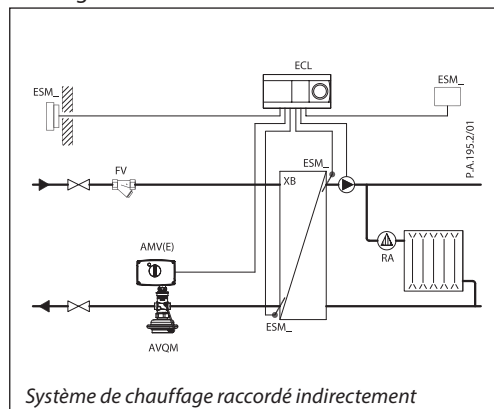 ECL
ESM_
ESM_
P.A.195.2/01
FV
ESM_
XB
AMV(E)
RA
ESM_
AVQM
Système de chauffage raccordé indirectement